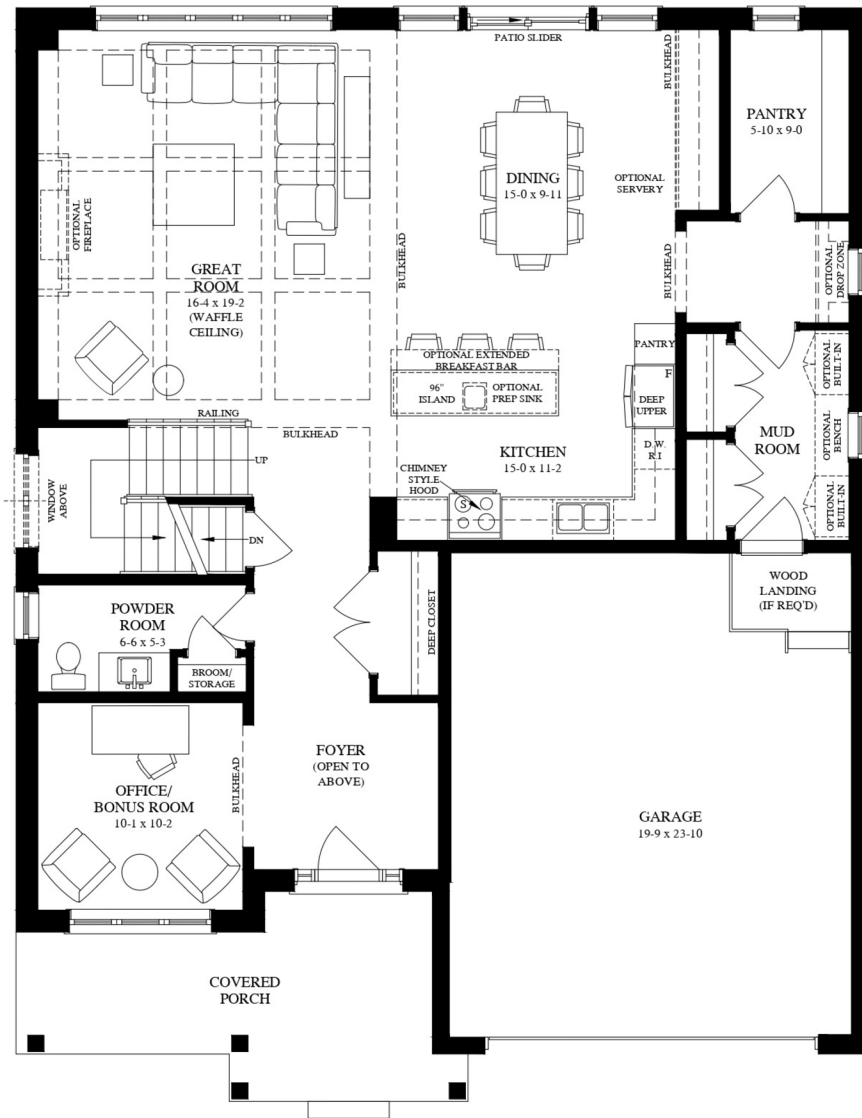 PATIO SLIDER
BULKHEAD
PANTRY
5-10 x 9-0
DINING
15-0 x 9-11
OPTIONAL
SERVERY
OPTIONAL
FIREPLACE
GREAT
ROOM
16-4 x 19-2
(WAFFLE
CEILING)
BULKHEAD
BULKHEAD
OPTIONAL
DROP ZONE
OPTIONAL EXTENDED
BREAKFAST BAR
96"
ISLAND
OPTIONAL
PREP SINK
PANTRY
F
DEEP
UPPER
OPTIONAL
BUILT-IN
RAILING
BULKHEAD
KITCHEN
15-0 x 11-2
D.W.
R.I
MUD
ROOM
OPTIONAL
BENCH
UP
WINDOW
ABOVE
CHIMNEY
STYLE
HOOD
S
OPTIONAL
BUILT-IN
DN
WOOD
LANDING
(IF REQ'D)
POWDER
ROOM
6-6 x 5-3
DEEP CLOSET
BROOM/
STORAGE
FOYER
(OPEN TO
ABOVE)
BULKHEAD
OFFICE/
BONUS ROOM
10-1 x 10-2
GARAGE
19-9 x 23-10
COVERED
PORCH